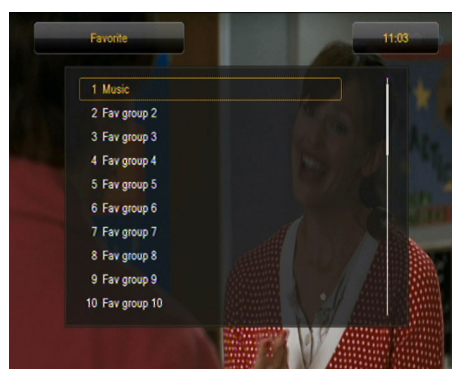 Favorite
11:03
1 Music
2 Fav group 2
3 Fav group 3
4 Fav group 4
5 Fav group 5
6 Fav group 6
7 Fav group 7
8 Fav group 8
9 Fav group 9
10 Fav group 10